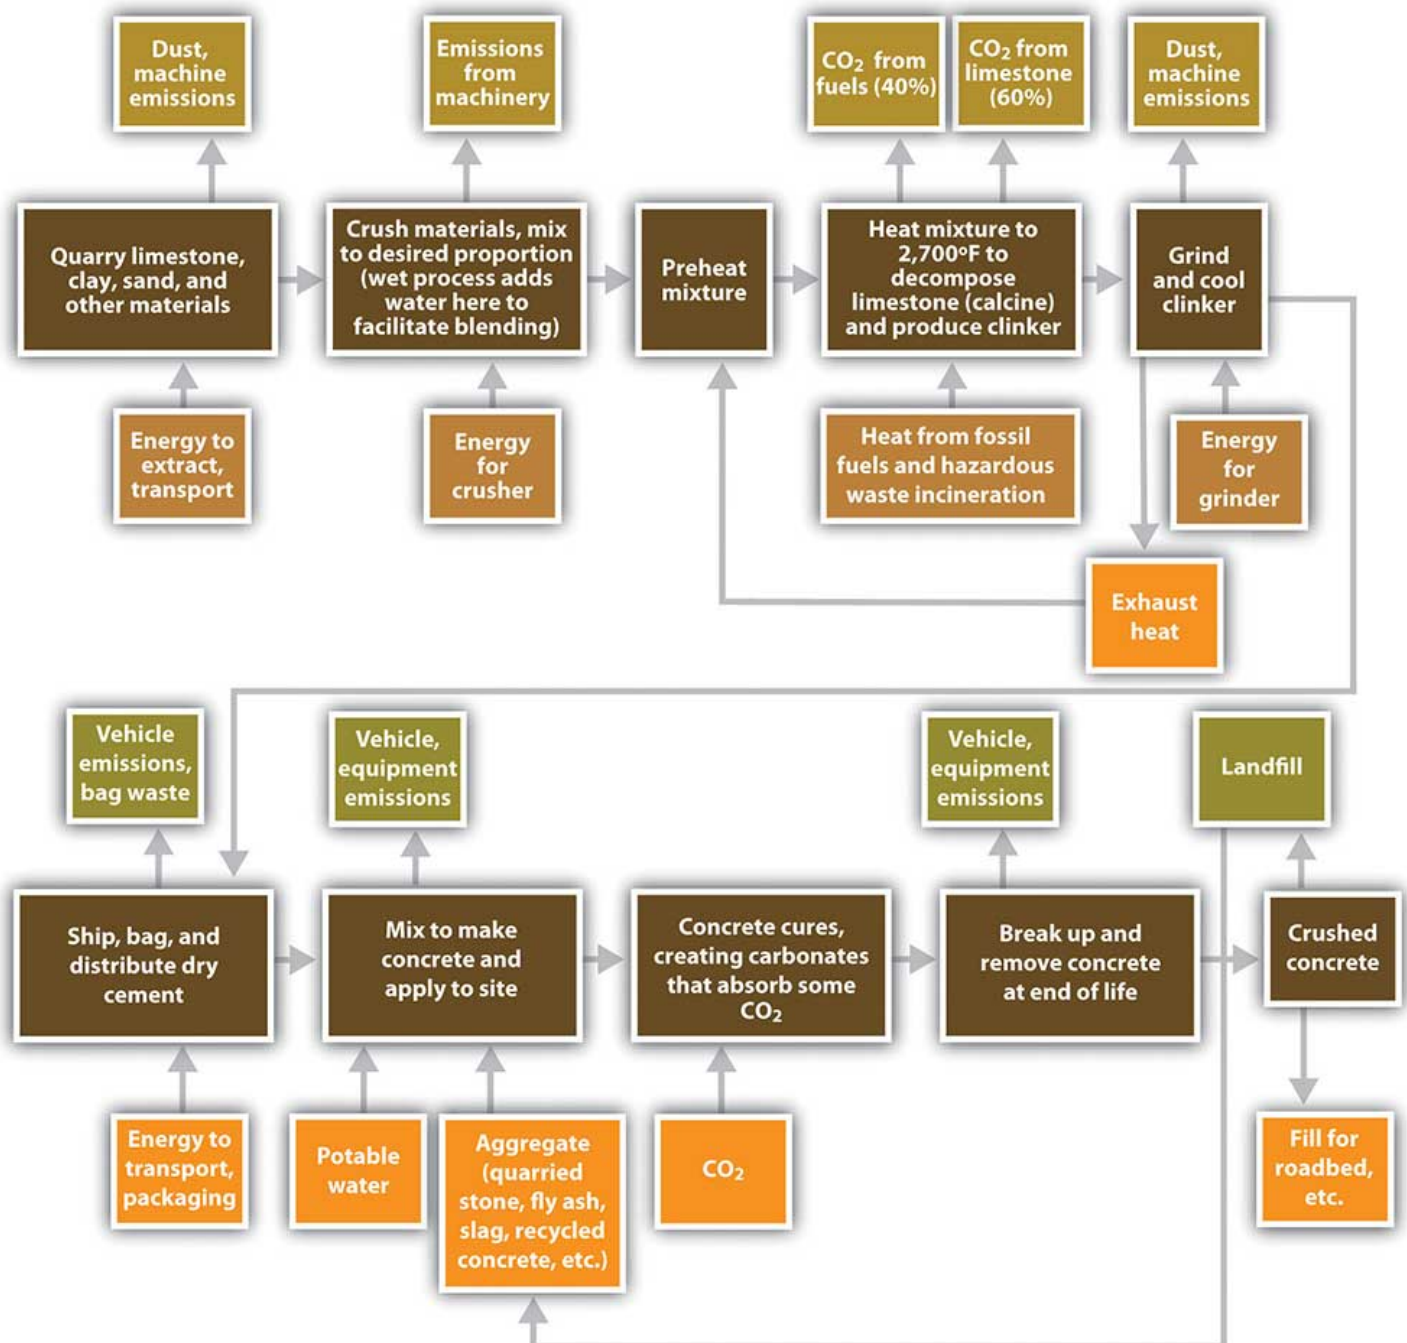 Dust,
machine
emissions
Emissions
from
machinery
CO₂ from
fuels (40%)
CO₂ from
limestone
(60%)
Dust,
machine
emissions
Quarry limestone,
clay, sand, and
other materials
Crush materials, mix
to desired proportion
(wet process adds
water here to
facilitate blending)
Preheat
mixture
Heat mixture to
2,700ºF to
decompose
limestone (calcine)
and produce clinker
Grind
and cool
clinker
Energy to
extract,
transport
Energy
for
crusher
Heat from fossil
fuels and hazardous
waste incineration
Energy
for
grinder
Exhaust
heat
Vehicle
emissions,
bag waste
Vehicle,
equipment
emissions
Vehicle,
equipment
emissions
Landfill
Ship, bag, and
distribute dry
cement
Mix to make
concrete and
apply to site
Concrete cures,
creating carbonates
that absorb some
CO₂
Break up and
remove concrete
at end of life
Crushed
concrete
Energy to
transport,
packaging
Potable
water
Aggregate
(quarried
stone, fly ash,
slag, recycled
concrete, etc.)
CO₂
Fill for
roadbed,
etc.